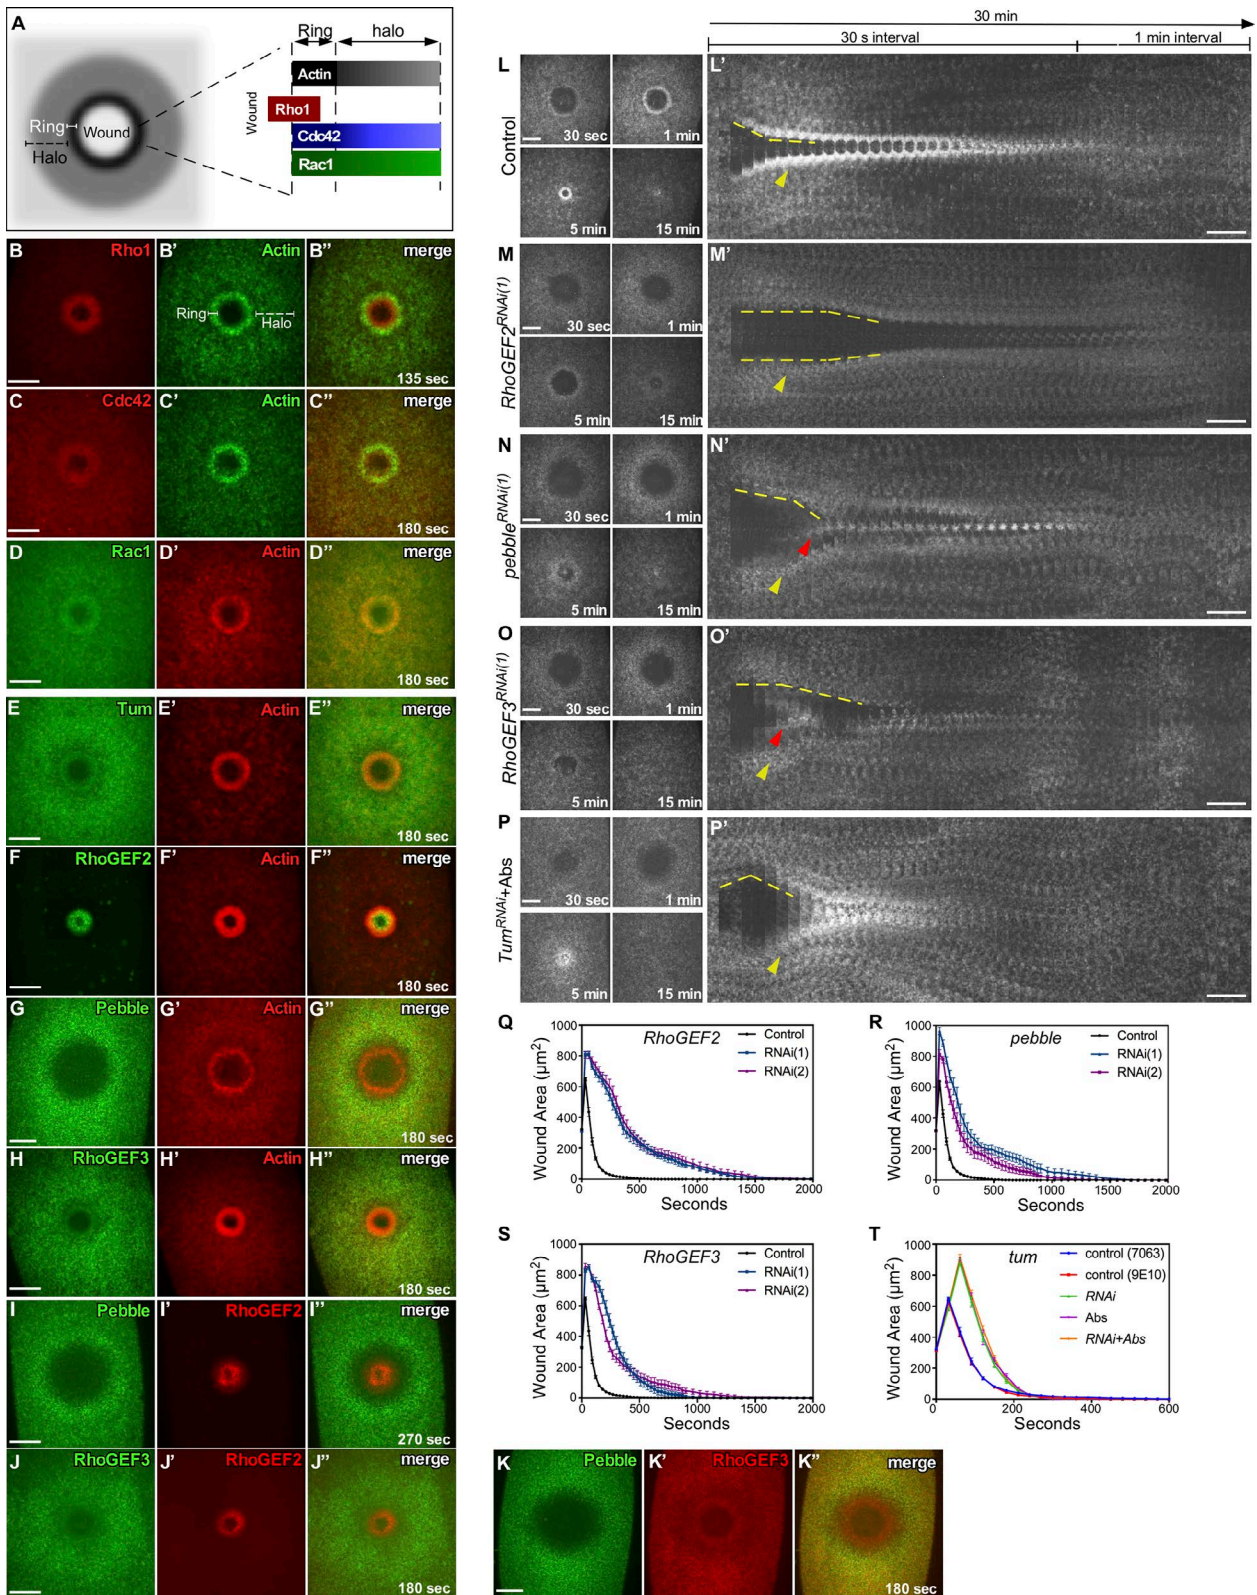 A
Ring
halo
Actin
Rho1
Cdc42
Rac1
Wound
Ring
Wound
Halo
B
Rho1
B'
Actin
B"
merge
Ring
Halo
135 sec
C
Cdc42
C'
Actin
C"
merge
180 sec
D
Rac1
D'
Actin
D"
merge
180 sec
E
Tum
E'
Actin
E"
merge
180 sec
F
RhoGEF2
F'
Actin
F"
merge
180 sec
G
Pebble
G'
Actin
G"
merge
180 sec
H
RhoGEF3
H'
Actin
H"
merge
180 sec
I
Pebble
I'
RhoGEF2
I"
merge
270 sec
J
RhoGEF3
J'
RhoGEF2
J"
merge
180 sec
30 min
30 s interval
1 min interval
L
Control
30 sec
1 min
5 min
15 min
L'
M
RhoGEF2RNAi(1)
30 sec
1 min
5 min
15 min
M'
N
pebbleRNAi(1)
30 sec
1 min
5 min
15 min
N'
O
RhoGEF3RNAi(1)
30 sec
1 min
5 min
15 min
O'
P
TumRNAi+Abs
30 sec
1 min
5 min
15 min
P'
Q
RhoGEF2
Control
RNAi(1)
RNAi(2)
Wound Area (µm²)
1000
800
600
400
200
0
0 500 1000 1500 2000
Seconds
R
pebble
Control
RNAi(1)
RNAi(2)
Wound Area (µm²)
1000
800
600
400
200
0
0 500 1000 1500 2000
Seconds
S
RhoGEF3
Control
RNAi(1)
RNAi(2)
Wound Area (µm²)
1000
800
600
400
200
0
0 500 1000 1500 2000
Seconds
T
tum
control (7063)
control (9E10)
RNAi
Abs
RNAi+Abs
Wound Area (µm²)
1000
800
600
400
200
0
0 200 400 600
Seconds
K
Pebble
K'
RhoGEF3
K"
merge
180 sec